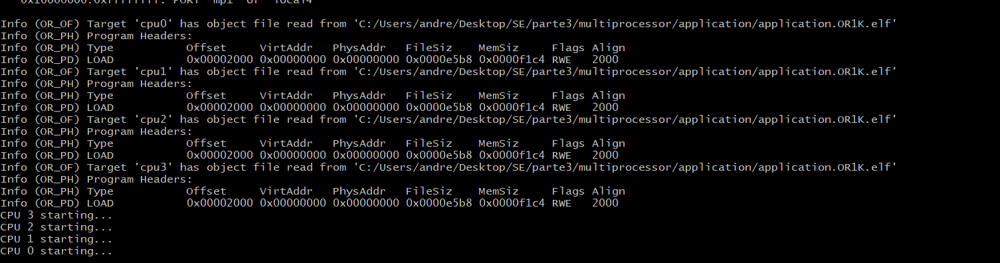 Info (OR_OF) Target 'cpu0' has object file read from 'C:/Users/andre/Desktop/SE/parte3/multiprocessor/application/application.OR1K.elf'
Info (OR_PH) Program Headers:
Info (OR_PH) Type           Offset     VirtAddr   PhysAddr   FileSiz    MemSiz     Flags Align
Info (OR_PD) LOAD           0x00002000 0x00000000 0x00000000 0x0000e5b8 0x0000f1c4 RWE   2000
Info (OR_OF) Target 'cpu1' has object file read from 'C:/Users/andre/Desktop/SE/parte3/multiprocessor/application/application.OR1K.elf'
Info (OR_PH) Program Headers:
Info (OR_PH) Type           Offset     VirtAddr   PhysAddr   FileSiz    MemSiz     Flags Align
Info (OR_PD) LOAD           0x00002000 0x00000000 0x00000000 0x0000e5b8 0x0000f1c4 RWE   2000
Info (OR_OF) Target 'cpu2' has object file read from 'C:/Users/andre/Desktop/SE/parte3/multiprocessor/application/application.OR1K.elf'
Info (OR_PH) Program Headers:
Info (OR_PH) Type           Offset     VirtAddr   PhysAddr   FileSiz    MemSiz     Flags Align
Info (OR_PD) LOAD           0x00002000 0x00000000 0x00000000 0x0000e5b8 0x0000f1c4 RWE   2000
Info (OR_OF) Target 'cpu3' has object file read from 'C:/Users/andre/Desktop/SE/parte3/multiprocessor/application/application.OR1K.elf'
Info (OR_PH) Program Headers:
Info (OR_PH) Type           Offset     VirtAddr   PhysAddr   FileSiz    MemSiz     Flags Align
Info (OR_PD) LOAD           0x00002000 0x00000000 0x00000000 0x0000e5b8 0x0000f1c4 RWE   2000
CPU 3 starting...
CPU 2 starting...
CPU 1 starting...
CPU 0 starting...